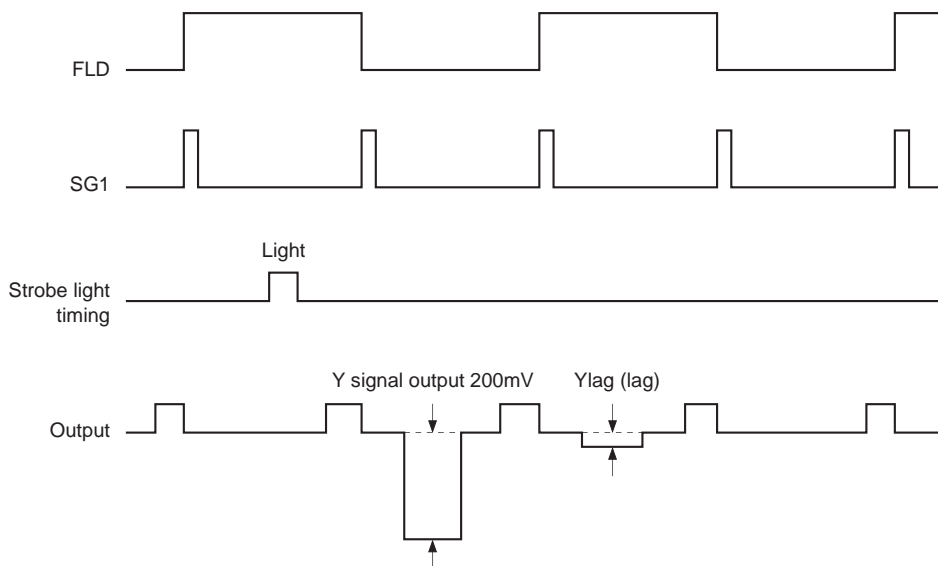 FLD
SG1
Light
Strobe light
timing
Y signal output 200mV
Ylag (lag)
Output